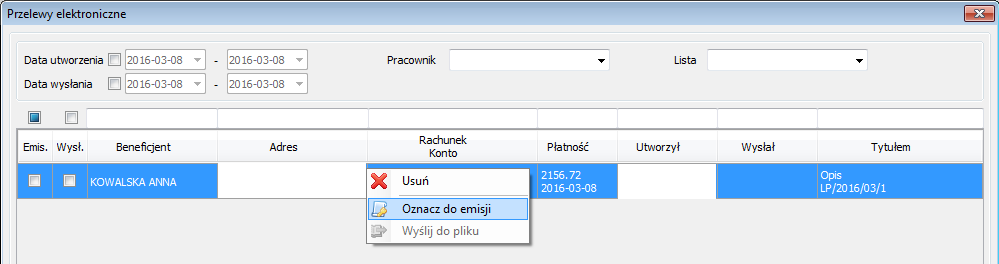 Przelewy elektroniczne
Data utworzenia 2016-03-08 - 2016-03-08 Pracownik Lista
Data wysłania 2016-03-08 - 2016-03-08
Emis. Wysł. Beneficjent Adres Rachunek Konto Płatność Utworzył Wysłał Tytułem
KOWALSKA ANNA 2156.72 2016-03-08 Opis LP/2016/03/1
Usuń
Oznacz do emisji
Wyślij do pliku